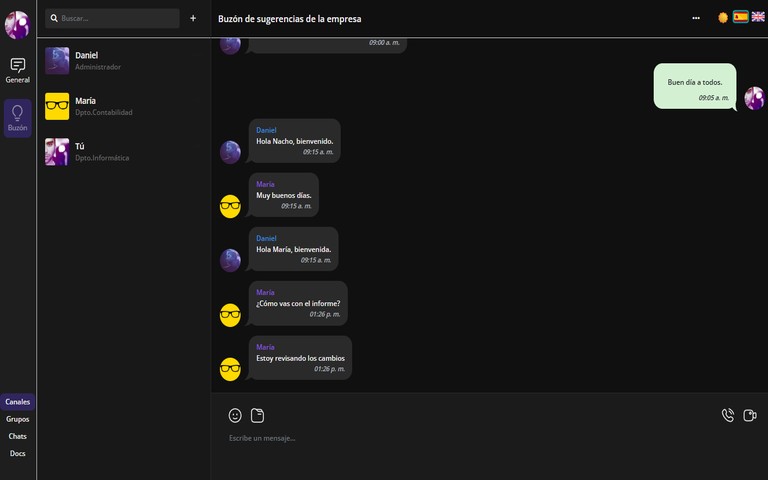 Buscar...
+
Buzón de sugerencias de la empresa
General
Buzón
Canales
Grupos
Chats
Docs
Daniel
Administrador
María
Dpto.Contabilidad
Tú
Dpto.Informática
09:00 a. m.
Buen día a todos.
09:05 a. m.
Daniel
Hola Nacho, bienvenido.
09:15 a. m.
María
Muy buenos días.
09:15 a. m.
Daniel
Hola María, bienvenida.
09:15 a. m.
María
¿Cómo vas con el informe?
01:26 p. m.
María
Estoy revisando los cambios
01:26 p. m.
Escribe un mensaje...